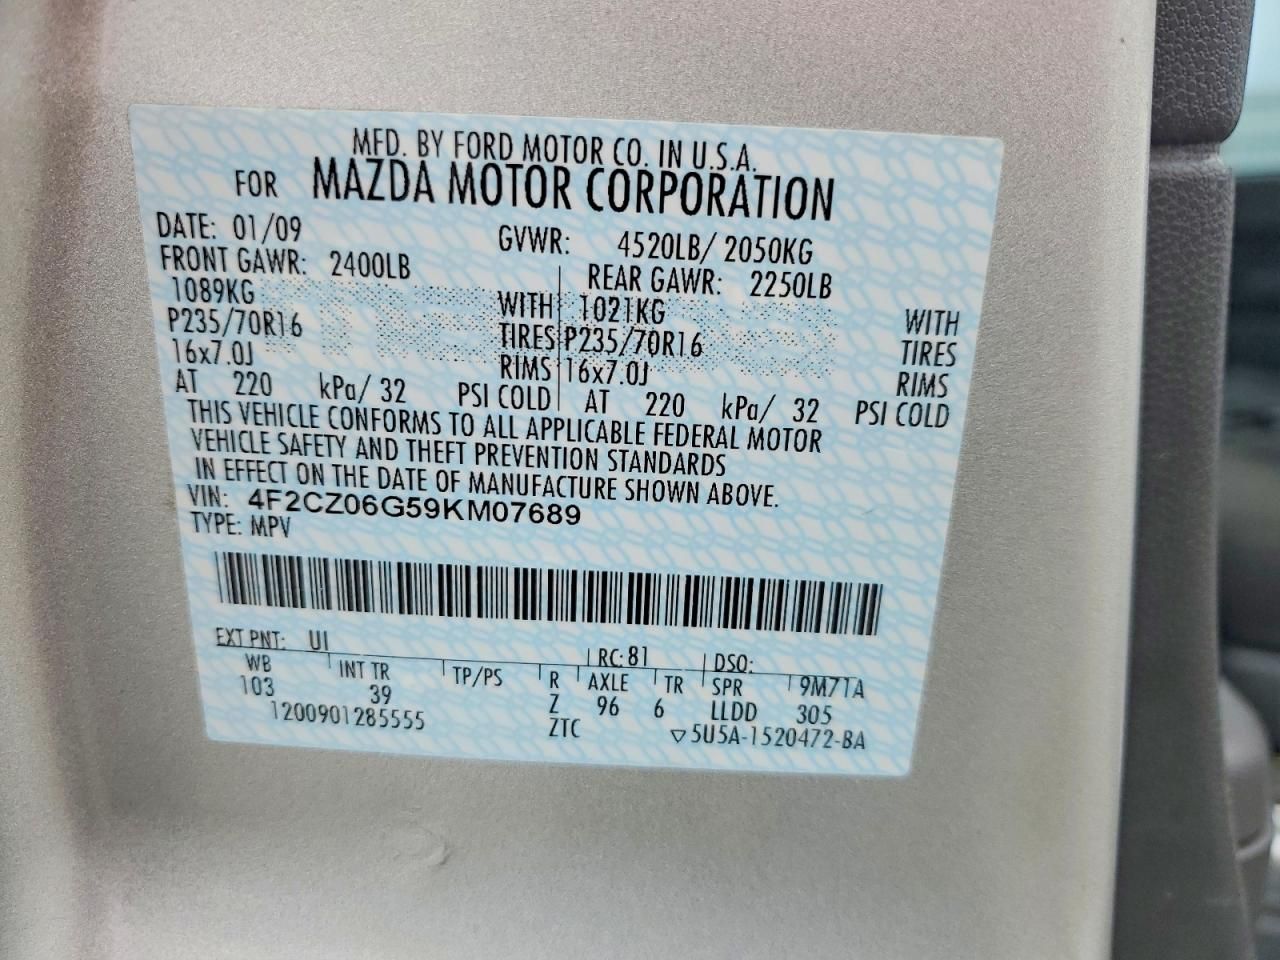 MFD. BY FORD MOTOR CO. IN U.S.A.
FOR MAZDA MOTOR CORPORATION
DATE: 01/09 GVWR: 4520LB/ 2050KG
FRONT GAWR: 2400LB REAR GAWR: 2250LB
1089KG WITH 1021KG WITH
P235/70R16 TIRES P235/70R16 TIRES
16x7.0J RIMS 16x7.0J RIMS
AT 220 kPa/ 32 PSI COLD AT 220 kPa/ 32 PSI COLD
THIS VEHICLE CONFORMS TO ALL APPLICABLE FEDERAL MOTOR
VEHICLE SAFETY AND THEFT PREVENTION STANDARDS
IN EFFECT ON THE DATE OF MANUFACTURE SHOWN ABOVE.
VIN: 4F2CZ06G59KM07689
TYPE: MPV
EXT PNT: UI RC: 81 DSO:
WB INT TR TP/PS R AXLE TR SPR 9M71A
103 39 Z 96 6 LLDD 305
1200901285555 ZTC ▽5U5A-1520472-BA